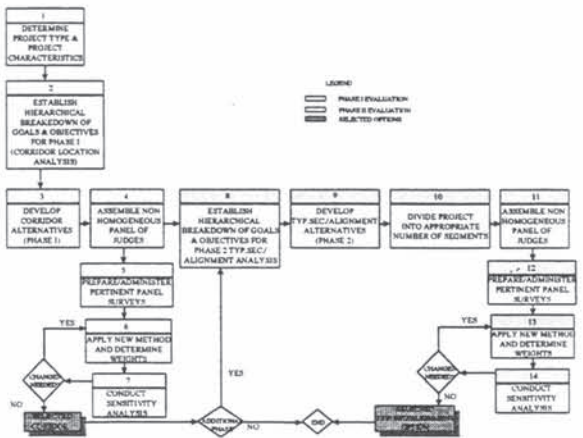 1
DETERMINE
PROJECT TYPE &
PROJECT
CHARACTERISTICS
2
ESTABLISH
HIERARCHICAL
BREAKDOWN OF
GOALS & OBJECTIVES
FOR PHASE 1
(CORRIDOR LOCATION
ANALYSIS)
LEGEND
PHASE I EVALUATION
PHASE II EVALUATION
SELECTED OPTIONS
3
DEVELOP
CORRIDOR
ALTERNATIVES
(PHASE 1)
4
ASSEMBLE NON
HOMOGENEOUS
PANEL OF
JUDGES
8
ESTABLISH
HIERARCHICAL
BREAKDOWN OF GOALS
& OBJECTIVES FOR
PHASE 2 TYP.SEC/
ALIGNMENT ANALYSIS
9
DEVELOP
TYP.SEC/ALIGNMENT
ALTERNATIVES
(PHASE 2)
10
DIVIDE PROJECT
INTO APPROPRIATE
NUMBER OF SEGMENTS
11
ASSEMBLE NON
HOMOGENEOUS
PANEL OF
JUDGES
5
PREPARE/ADMINISTER
PERTINENT PANEL
SURVEYS
12
PREPARE/ADMINISTER
PERTINENT PANEL
SURVEYS
YES
6
APPLY NEW METHOD
AND DETERMINE
WEIGHTS
YES
13
APPLY NEW METHOD
AND DETERMINE
WEIGHTS
CHANGES
NEEDED?
7
CONDUCT
SENSITIVITY
ANALYSIS
YES
CHANGES
NEEDED?
14
CONDUCT
SENSITIVITY
ANALYSIS
NO
ADDITIONAL
PHASE
NO
END
NO